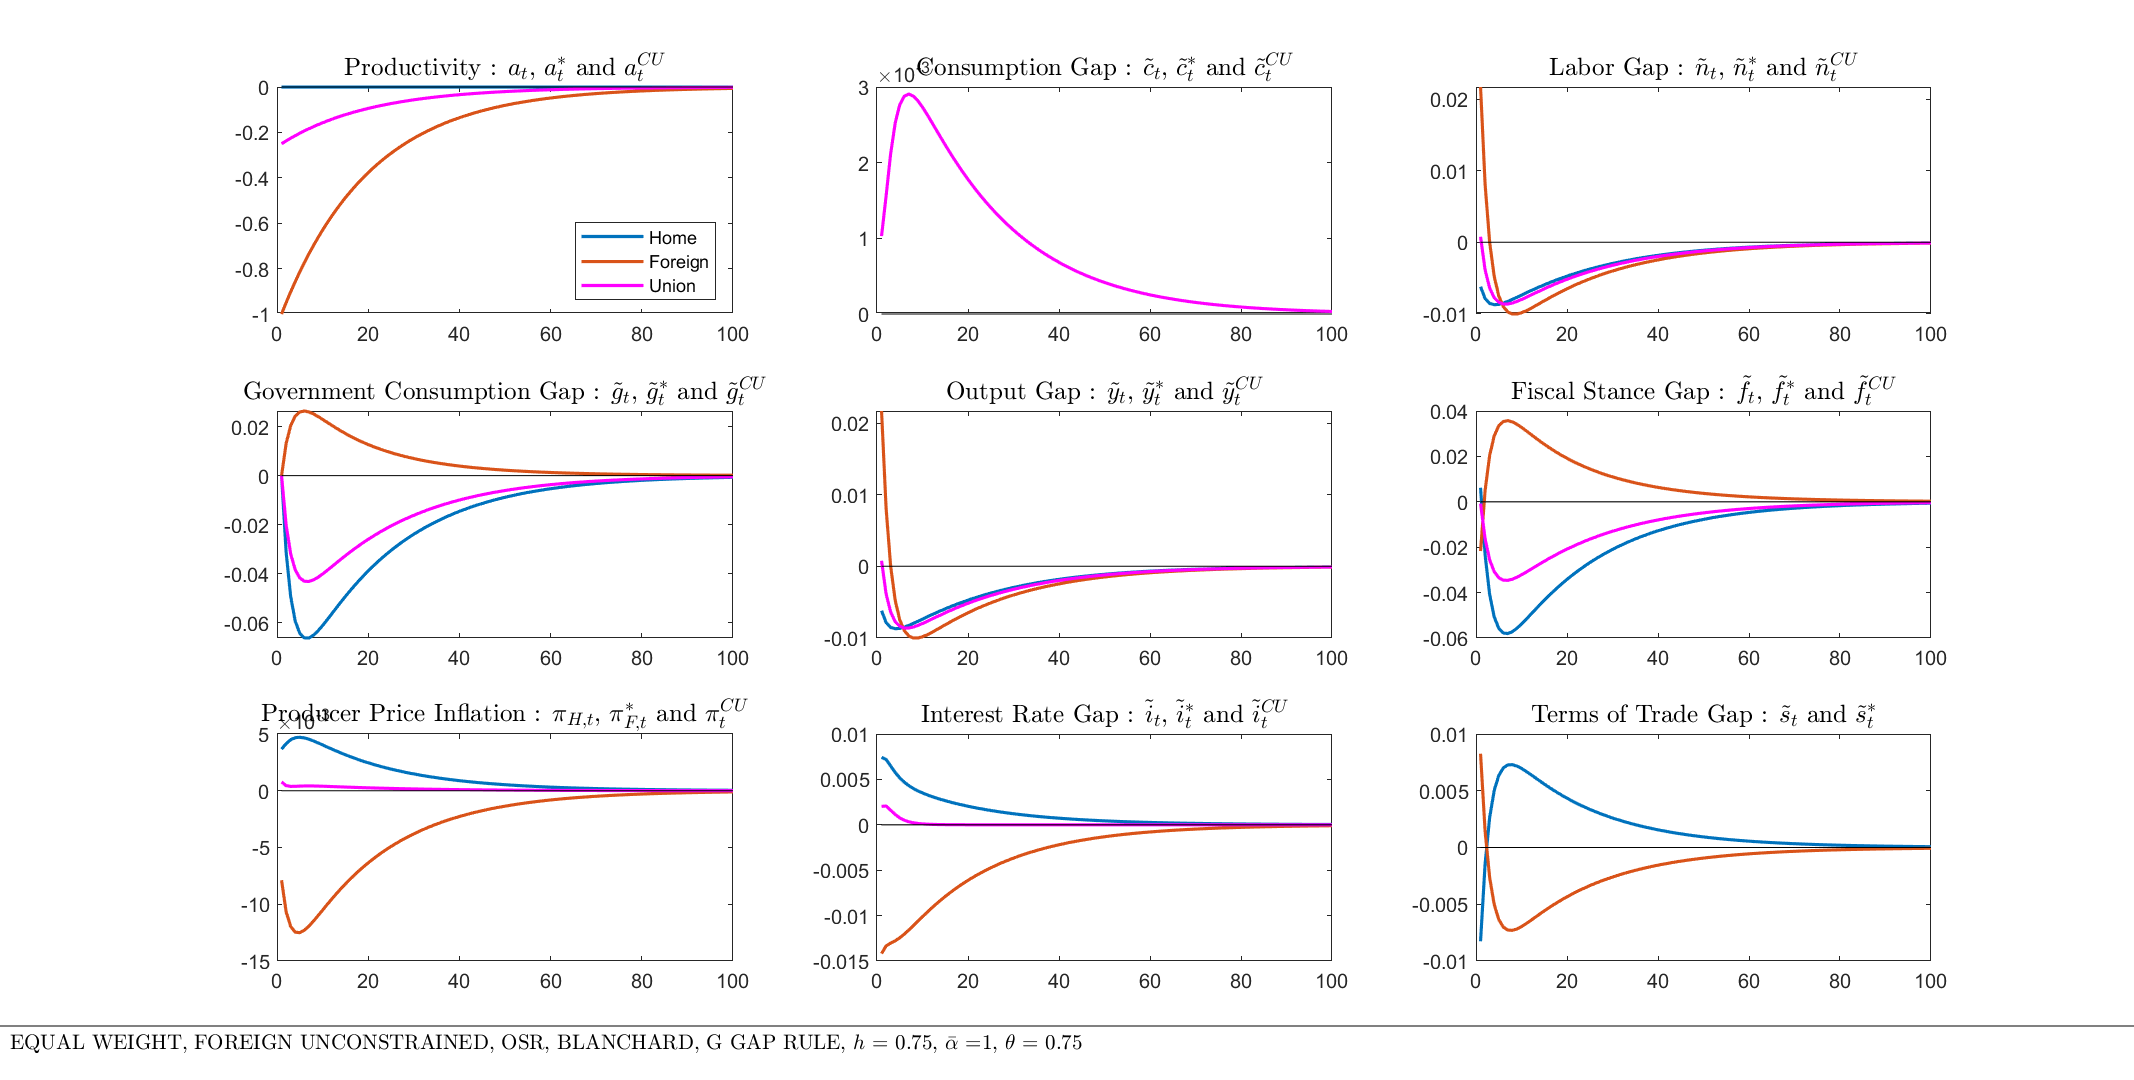 Productivity : a_t, a_t^* and a_t^{CU}
0
-0.2
-0.4
-0.6
-0.8
-1
0 20 40 60 80 100
Home
Foreign
Union
Consumption Gap : c̃_t, c̃_t^* and c̃_t^{CU}
3
2
1
0
0 20 40 60 80 100
Labor Gap : ñ_t, ñ_t^* and ñ_t^{CU}
0.02
0.01
0
-0.01
0 20 40 60 80 100
Government Consumption Gap : g̃_t, g̃_t^* and g̃_t^{CU}
0.02
0
-0.02
-0.04
-0.06
0 20 40 60 80 100
Output Gap : ỹ_t, ỹ_t^* and ỹ_t^{CU}
0.02
0.01
0
-0.01
0 20 40 60 80 100
Fiscal Stance Gap : f̃_t, f̃_t^* and f̃_t^{CU}
0.04
0.02
0
-0.02
-0.04
-0.06
0 20 40 60 80 100
Producer Price Inflation : π_{H,t}, π_{F,t}^* and π_t^{CU}
5
0
-5
-10
-15
0 20 40 60 80 100
Interest Rate Gap : ĩ_t, ĩ_t^* and ĩ_t^{CU}
0.01
0.005
0
-0.005
-0.01
-0.015
0 20 40 60 80 100
Terms of Trade Gap : s̃_t and s̃_t^*
0.01
0.005
0
-0.005
-0.01
0 20 40 60 80 100
EQUAL WEIGHT, FOREIGN UNCONSTRAINED, OSR, BLANCHARD, G GAP RULE, h = 0.75, ᾱ =1, θ = 0.75